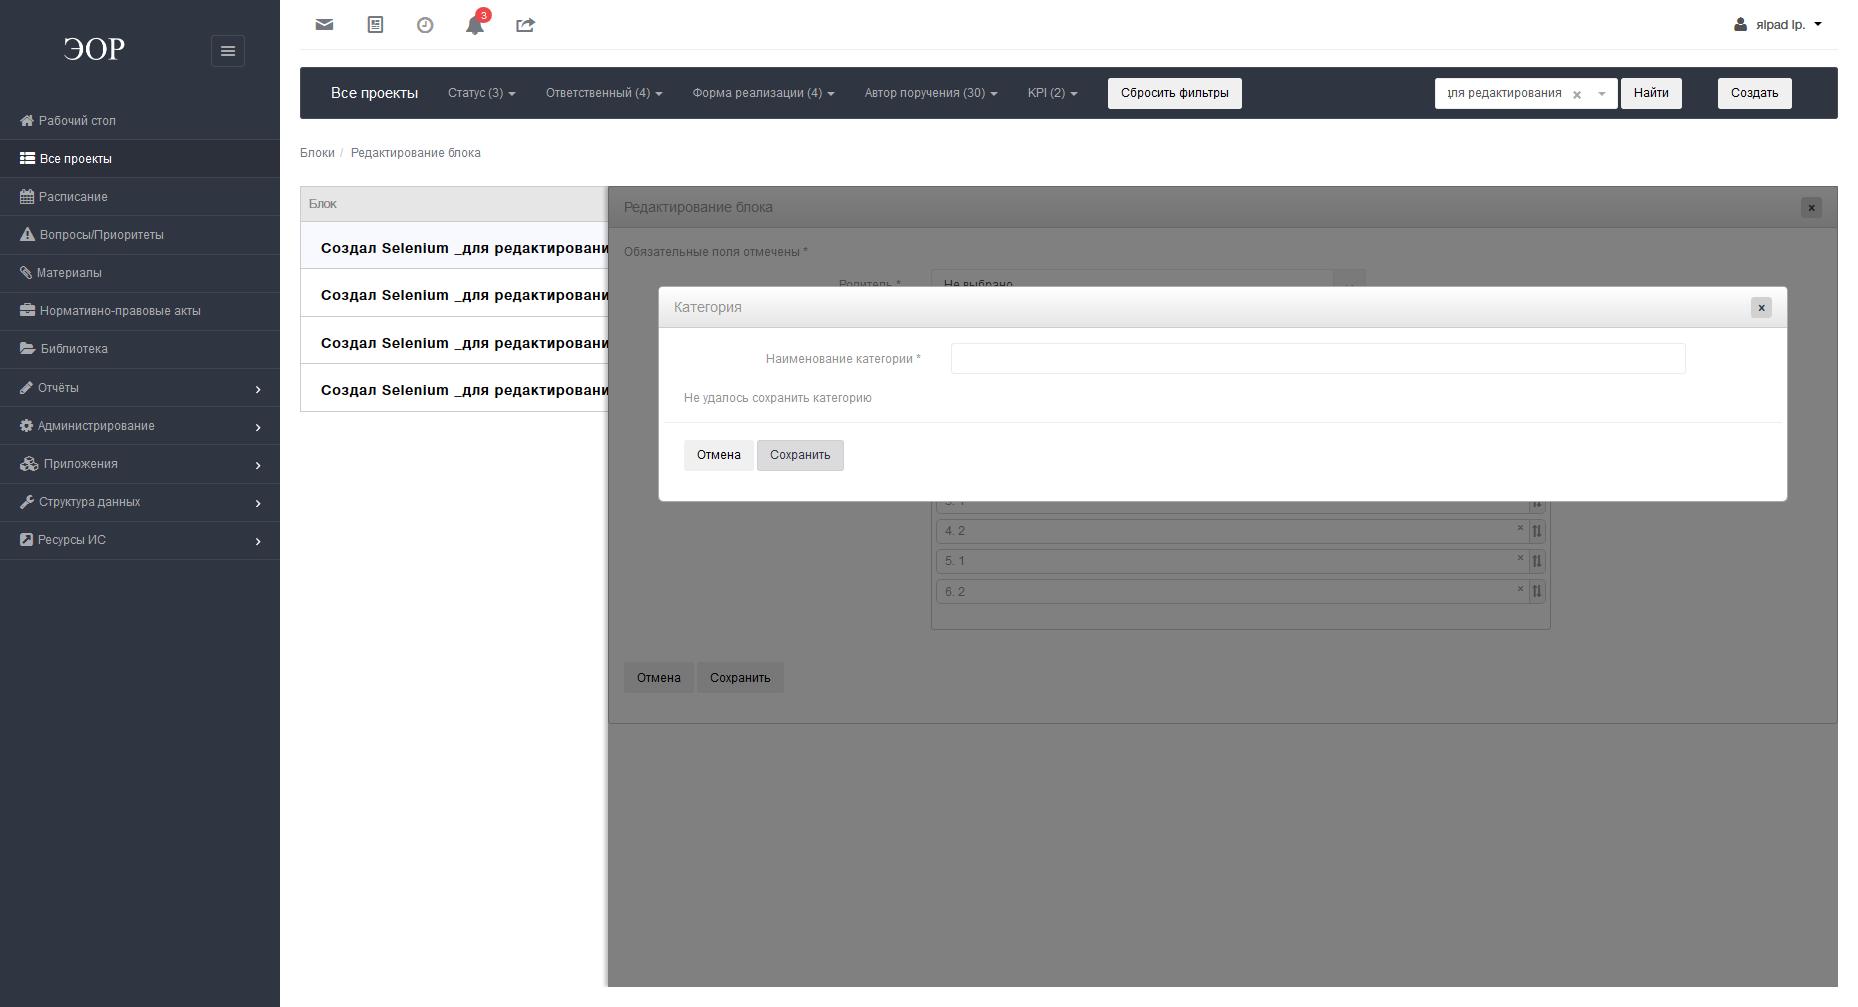 ЭОР
Рабочий стол
Все проекты
Расписание
Вопросы/Приоритеты
Материалы
Нормативно-правовые акты
Библиотека
Отчёты
Администрирование
Приложения
Структура данных
Ресурсы ИС
3
яIpad Ip.
Все проекты Статус (3) Ответственный (4) Форма реализации (4) Автор поручения (30) KPI (2) Сбросить фильтры для редактирования Найти Создать
Блоки / Редактирование блока
Блок
Создал Selenium _для редактировани
Создал Selenium _для редактировани
Создал Selenium _для редактировани
Создал Selenium _для редактировани
Редактирование блока
Обязательные поля отмечены *
Родитель * Не выбрано
Категория
Наименование категории *
Не удалось сохранить категорию
Отмена Сохранить
4. 2
5. 1
6. 2
Отмена Сохранить